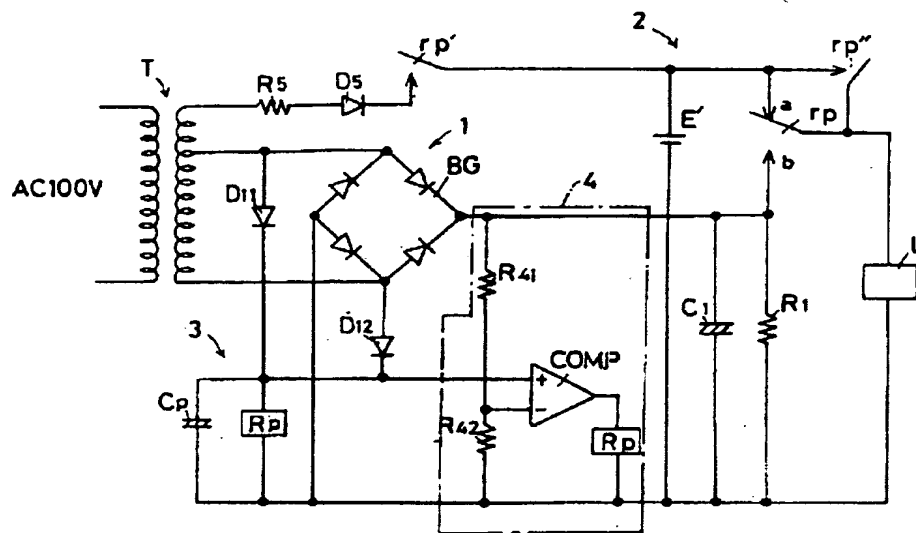 rp' 2 rp"
T R5 D5
a rp
1 E'
BG 4 b
AC100V D11
R41 L
C1 R1
3 D12
COMP
+
Cp Rp −
R42 Rp